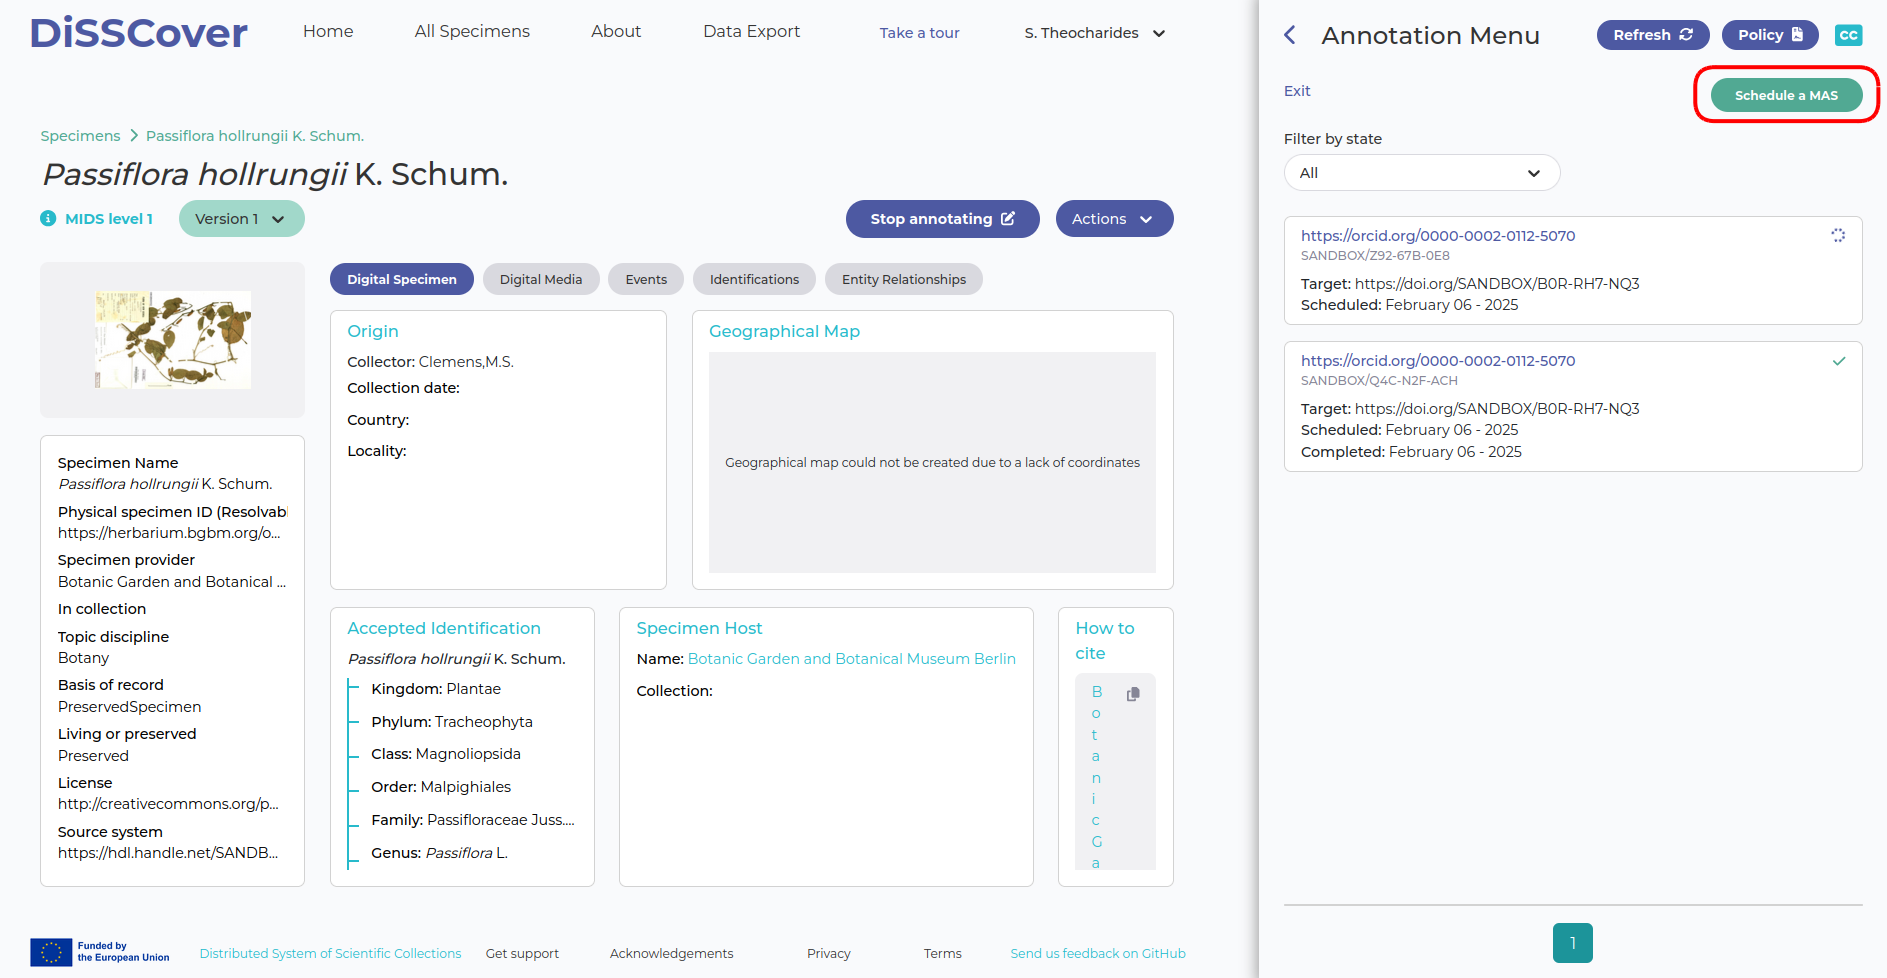 DiSSCover
Home
All Specimens
About
Data Export
Take a tour
S. Theocharides
Specimens
Passiflora hollrungii K. Schum.
Passiflora hollrungii K. Schum.
MIDS level 1
Version 1
Stop annotating
Actions
Digital Specimen
Digital Media
Events
Identifications
Entity Relationships
Specimen Name
Passiflora hollrungii K. Schum.
Physical specimen ID (Resolvabl
https://herbarium.bgbm.org/o...
Specimen provider
Botanic Garden and Botanical ...
In collection
Topic discipline
Botany
Basis of record
PreservedSpecimen
Living or preserved
Preserved
License
http://creativecommons.org/p...
Source system
https://hdl.handle.net/SANDB...
Origin
Collector: Clemens,M.S.
Collection date:
Country:
Locality:
Geographical Map
Geographical map could not be created due to a lack of coordinates
Accepted Identification
Passiflora hollrungii K. Schum.
Kingdom: Plantae
Phylum: Tracheophyta
Class: Magnoliopsida
Order: Malpighiales
Family: Passifloraceae Juss....
Genus: Passiflora L.
Specimen Host
Name: Botanic Garden and Botanical Museum Berlin
Collection:
How to
cite
B
o
t
a
n
i
c
G
a
Funded by
the European Union
Distributed System of Scientific Collections
Get support
Acknowledgements
Privacy
Terms
Send us feedback on GitHub
Annotation Menu
Refresh
Policy
CC
Exit
Schedule a MAS
Filter by state
All
https://orcid.org/0000-0002-0112-5070
SANDBOX/Z92-67B-0E8
Target: https://doi.org/SANDBOX/B0R-RH7-NQ3
Scheduled: February 06 - 2025
https://orcid.org/0000-0002-0112-5070
SANDBOX/Q4C-N2F-ACH
Target: https://doi.org/SANDBOX/B0R-RH7-NQ3
Scheduled: February 06 - 2025
Completed: February 06 - 2025
1